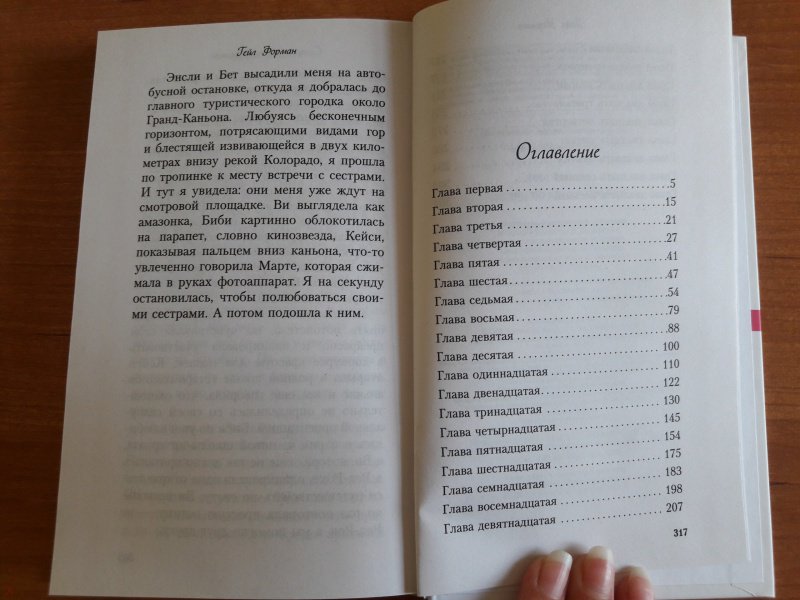 Гейл Форман
Энсли и Бет высадили меня на авто-
бусной остановке, откуда я добралась до
главного туристического городка около
Гранд-Каньона. Любуясь бесконечным
горизонтом, потрясающими видами гор
и блестящей извивающейся в двух кило-
метрах внизу рекой Колорадо, я прошла
по тропинке к месту встречи с сестрами.
И тут я увидела: они меня уже ждут на
смотровой площадке. Ви выглядела как
амазонка, Биби картинно облокотилась
на парапет, словно кинозвезда, Кейси,
показывая пальцем вниз каньона, что-то
увлеченно говорила Марте, которая сжи-
мала в руках фотоаппарат. Я на секунду
остановилась, чтобы полюбоваться свои-
ми сестрами. А потом подошла к ним.
Оглавление
Глава первая . . . . . . . . . . . . . . . . . . . . . . . . . . .5
Глава вторая . . . . . . . . . . . . . . . . . . . . . . . . . . 15
Глава третья . . . . . . . . . . . . . . . . . . . . . . . . . . 21
Глава четвертая . . . . . . . . . . . . . . . . . . . . . . . 27
Глава пятая . . . . . . . . . . . . . . . . . . . . . . . . . . . 41
Глава шестая . . . . . . . . . . . . . . . . . . . . . . . . . . 47
Глава седьмая . . . . . . . . . . . . . . . . . . . . . . . . . 54
Глава восьмая . . . . . . . . . . . . . . . . . . . . . . . . . 79
Глава девятая . . . . . . . . . . . . . . . . . . . . . . . . . 88
Глава десятая . . . . . . . . . . . . . . . . . . . . . . . . 100
Глава одиннадцатая . . . . . . . . . . . . . . . . . . . 110
Глава двенадцатая . . . . . . . . . . . . . . . . . . . . 122
Глава тринадцатая . . . . . . . . . . . . . . . . . . . . 130
Глава четырнадцатая . . . . . . . . . . . . . . . . . . 145
Глава пятнадцатая . . . . . . . . . . . . . . . . . . . . 154
Глава шестнадцатая . . . . . . . . . . . . . . . . . . . 175
Глава семнадцатая . . . . . . . . . . . . . . . . . . . . 183
Глава восемнадцатая . . . . . . . . . . . . . . . . . . 198
Глава девятнадцатая . . . . . . . . . . . . . . . . . . 207
317